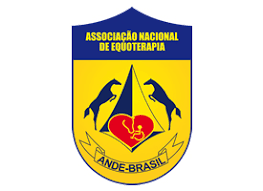 ASSOCIAÇÃO NACIONAL
DE EQUOTERAPIA
ANDE-BRASIL